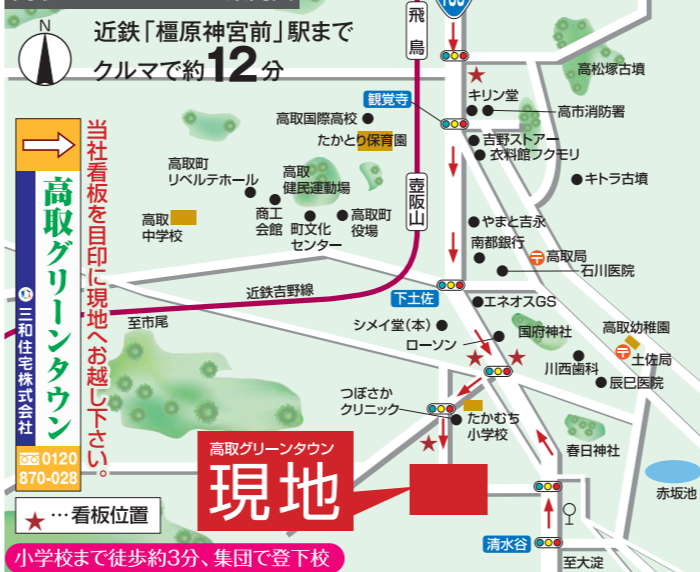 N
近鉄「橿原神宮前」駅まで
クルマで約12分
飛鳥
高松塚古墳
キリン堂
高市消防署
観覚寺
高取国際高校
たかとり保育園
吉野ストアー
衣料館フクモリ
キトラ古墳
高取町
リベルテホール
高取
健民運動場
商工
会館
町文化
センター
高取町
役場
高取
中学校
壺阪山
やまと吉永
南都銀行
高取局
石川医院
近鉄吉野線
至市尾
下土佐
エネオスGS
シメイ堂(本)
ローソン
国府神社
高取幼稚園
土佐局
川西歯科
辰巳医院
つぼさか
クリニック
たかむち
小学校
春日神社
赤坂池
清水谷
至大淀
高取グリーンタウン
現地
当社看板を目印に現地へお越し下さい。
高取グリーンタウン
三和住宅株式会社
0120
870-028
★…看板位置
小学校まで徒歩約3分、集団で登下校